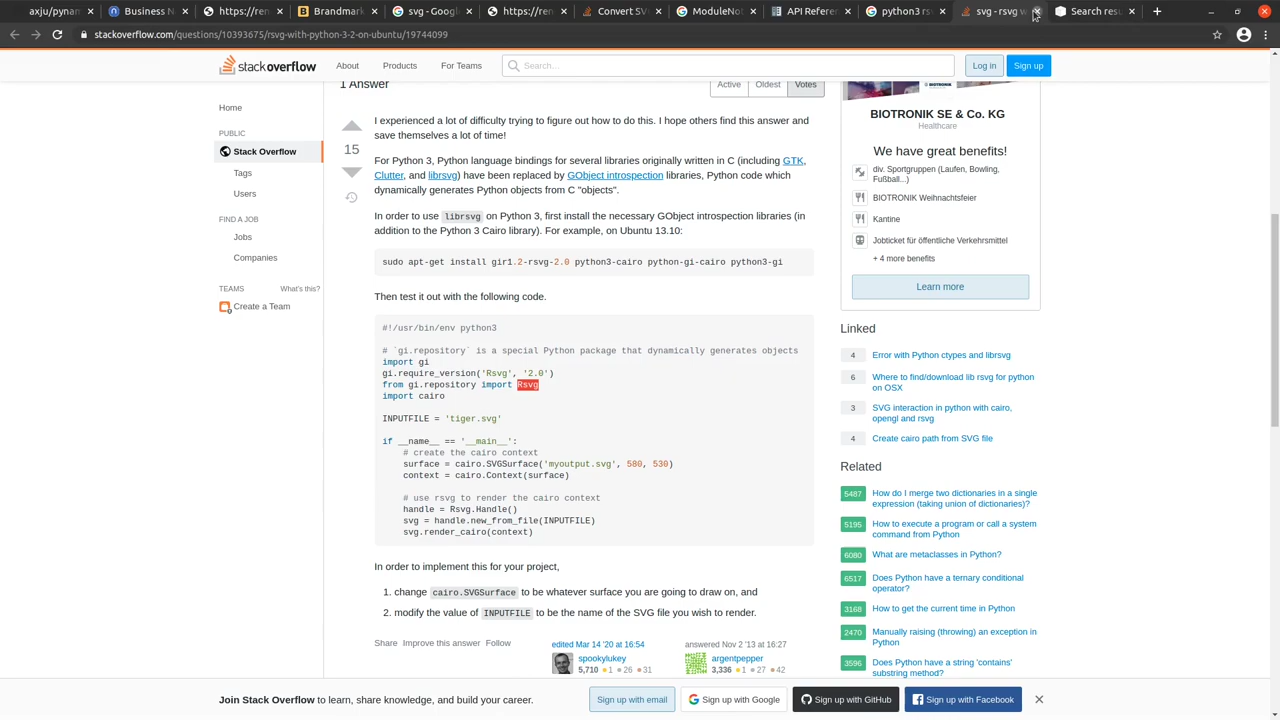 axju/pynam
Business N
https://res
Rankoand
https://res
Convert SV
ModuleNot
import - Py
setup.py in
Search resu
stackoverflow.com/questions/10393675/rsvg-with-python-3-2-on-ubuntu/19744099
stackoverflow
About
Products
For Teams
Search…
Log in
Sign up
1 Answer
Active
Oldest
Votes
Home
PUBLIC
Stack Overflow
Tags
Users
FIND A JOB
Jobs
Companies
TEAMS
What's this?
Create a Team
15
I experienced a lot of difficulty trying to figure out how to do this. I hope others find this answer and
save themselves a lot of time!
For Python 3, Python language bindings for several libraries originally written in C (including GTK,
Clutter, and librsvg) have been replaced by GObject introspection libraries, Python code which
dynamically generates Python objects from C "objects".
In order to use librsvg on Python 3, first install the necessary GObject introspection libraries (in
addition to the Python 3 Cairo library). For example, on Ubuntu 13.10:
sudo apt-get install gir1.2-rsvg-2.0 python3-cairo python-gi-cairo python3-gi
Then test it out with the following code.
#!/usr/bin/env python3
# `gi.repository` is a special Python package that dynamically generates objects
import gi
gi.require_version('Rsvg', '2.0')
from gi.repository import Rsvg
import cairo
INPUTFILE = 'tiger.svg'
if __name__ == '__main__':
# create the cairo context
surface = cairo.SVGSurface('myoutput.svg', 580, 530)
context = cairo.Context(surface)
# use rsvg to render the cairo context
handle = Rsvg.Handle()
svg = handle.new_from_file(INPUTFILE)
svg.render_cairo(context)
In order to implement this for your project,
1. change cairo.SVGSurface to be whatever surface you are going to draw on, and
2. modify the value of INPUTFILE to be the name of the SVG file you wish to render.
Share Improve this answer Follow
edited Mar 14 '20 at 16:54
spookylukey
5,710 1 26 31
answered Nov 2 '13 at 16:27
argentpepper
3,336 1 27 42
BIOTRONIK
BIOTRONIK SE & Co. KG
Healthcare
We have great benefits!
div. Sportgruppen (Laufen, Bowling,
Fußball...)
BIOTRONIK Weihnachtsfeier
Kantine
Jobticket für öffentliche Verkehrsmittel
+ 4 more benefits
Learn more
Linked
4 Error with Python ctypes and librsvg
6 Where to find/download lib rsvg for python
on OSX
3 SVG interaction in python with cairo,
opengl and rsvg
4 Create cairo path from SVG file
Related
5487 How do I merge two dictionaries in a single
expression (taking union of dictionaries)?
5195 How to execute a program or call a system
command from Python
6080 What are metaclasses in Python?
6517 Does Python have a ternary conditional
operator?
3168 How to get the current time in Python
2470 Manually raising (throwing) an exception in
Python
3596 Does Python have a string 'contains'
substring method?
Join Stack Overflow to learn, share knowledge, and build your career.
Sign up with email
Sign up with Google
Sign up with GitHub
Sign up with Facebook